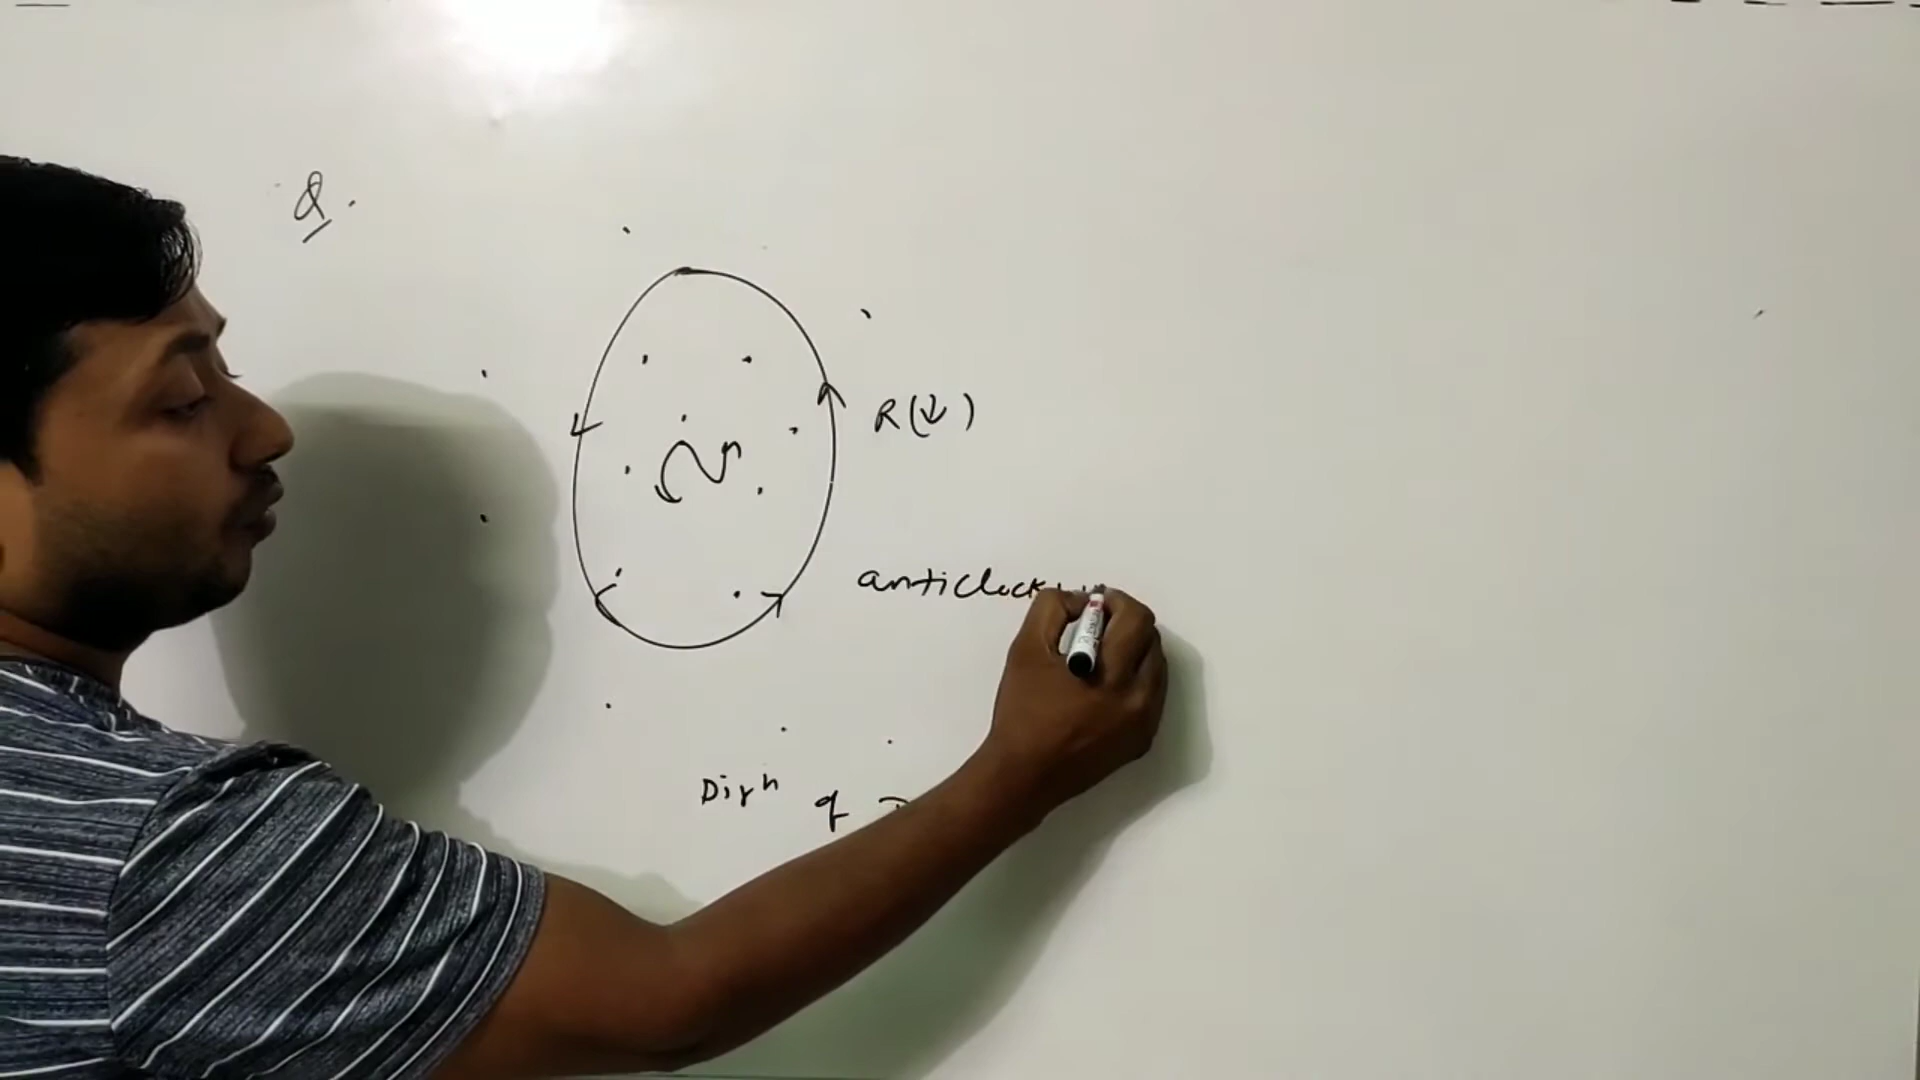 Q.
R(↓)
anticlock
Dirn of